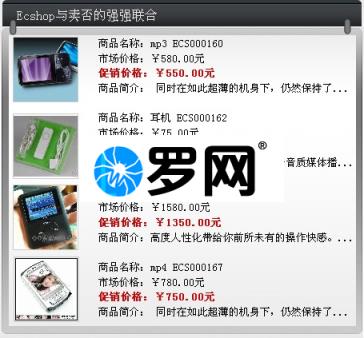 Ecshop与卖否的强强联合
商品名称：mp3 ECS000160
市场价格：￥580.00元
促销价格：￥550.00元
商品简介： 同时在如此超薄的机身下，仍然保持了...
商品名称：耳机 ECS000162
市场价格：￥75.00元
音质媒体播...
罗网®
市场价格：￥1580.00元
促销价格：￥1350.00元
商品简介：高度人性化带给你前所未有的操作快感。...
商品名称：mp4 ECS000167
市场价格：￥780.00元
促销价格：￥750.00元
商品简介： 同时在如此超薄的机身下，仍然保持了...